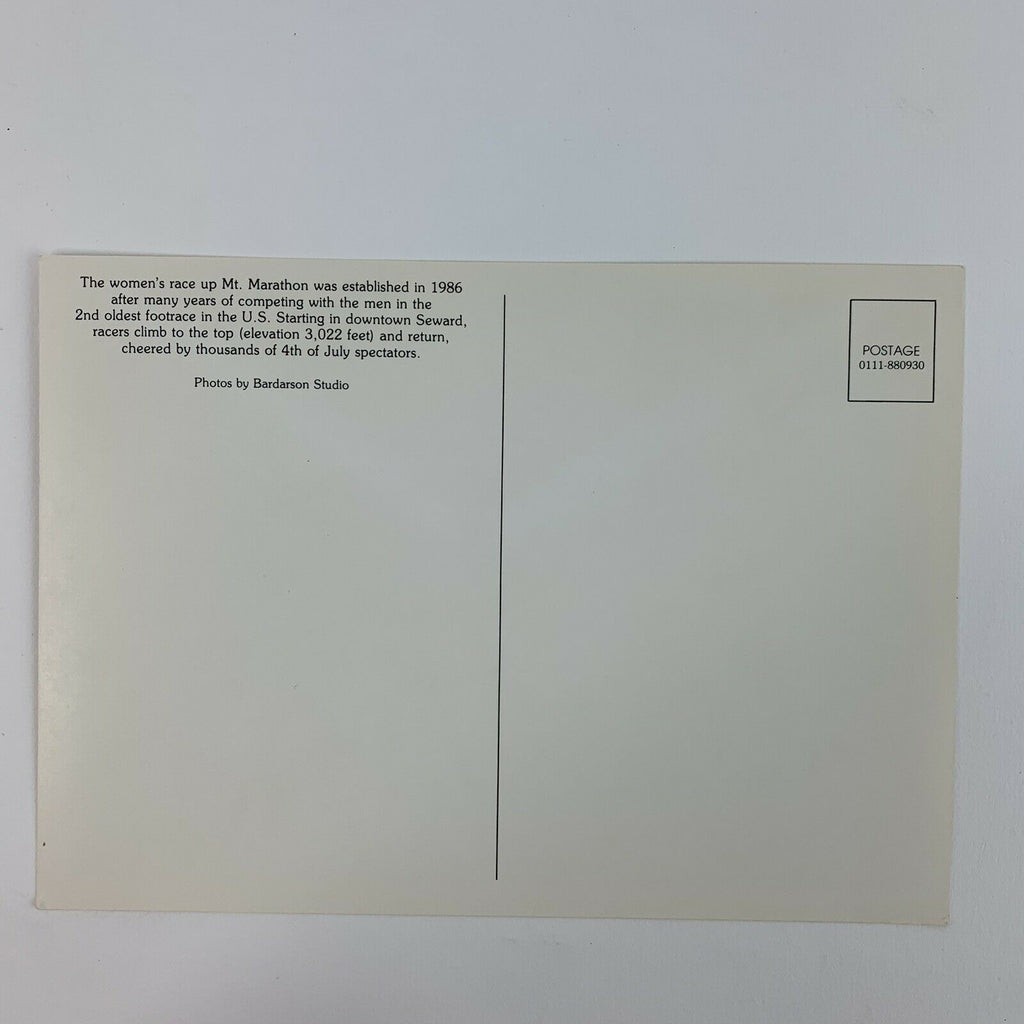 The women's race up Mt. Marathon was established in 1986
after many years of competing with the men in the
2nd oldest footrace in the U.S. Starting in downtown Seward,
racers climb to the top (elevation 3,022 feet) and return,
cheered by thousands of 4th of July spectators.
Photos by Bardarson Studio
POSTAGE
0111-880930